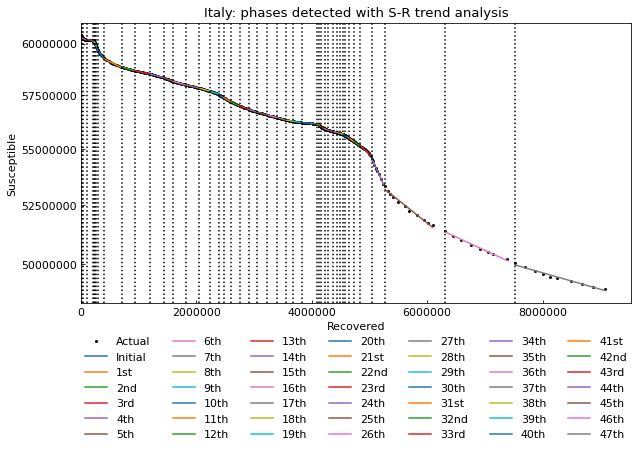 Italy: phases detected with S-R trend analysis
60000000
57500000
55000000
52500000
50000000
Susceptible
0 2000000 4000000 6000000 8000000
Recovered
Actual 6th 13th 20th 27th 34th 41st
Initial 7th 14th 21st 28th 35th 42nd
1st 8th 15th 22nd 29th 36th 43rd
2nd 9th 16th 23rd 30th 37th 44th
3rd 10th 17th 24th 31st 38th 45th
4th 11th 18th 25th 32nd 39th 46th
5th 12th 19th 26th 33rd 40th 47th